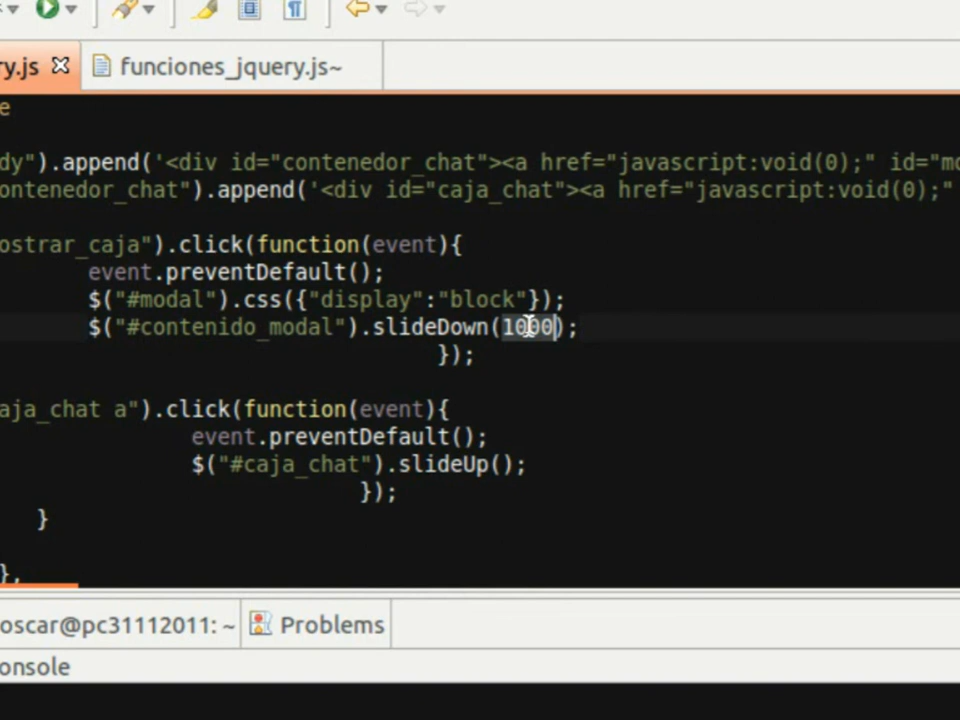 ry.js
funciones_jquery.js~
e
dy").append('<div id="contenedor_chat"><a href="javascript:void(0);" id="mo
ontenedor_chat").append('<div id="caja_chat"><a href="javascript:void(0);"
ostrar_caja").click(function(event){
event.preventDefault();
$("#modal").css({"display":"block"});
$("#contenido_modal").slideDown(1000);
});
aja_chat a").click(function(event){
event.preventDefault();
$("#caja_chat").slideUp();
});
}
},
oscar@pc31112011: ~
Problems
onsole